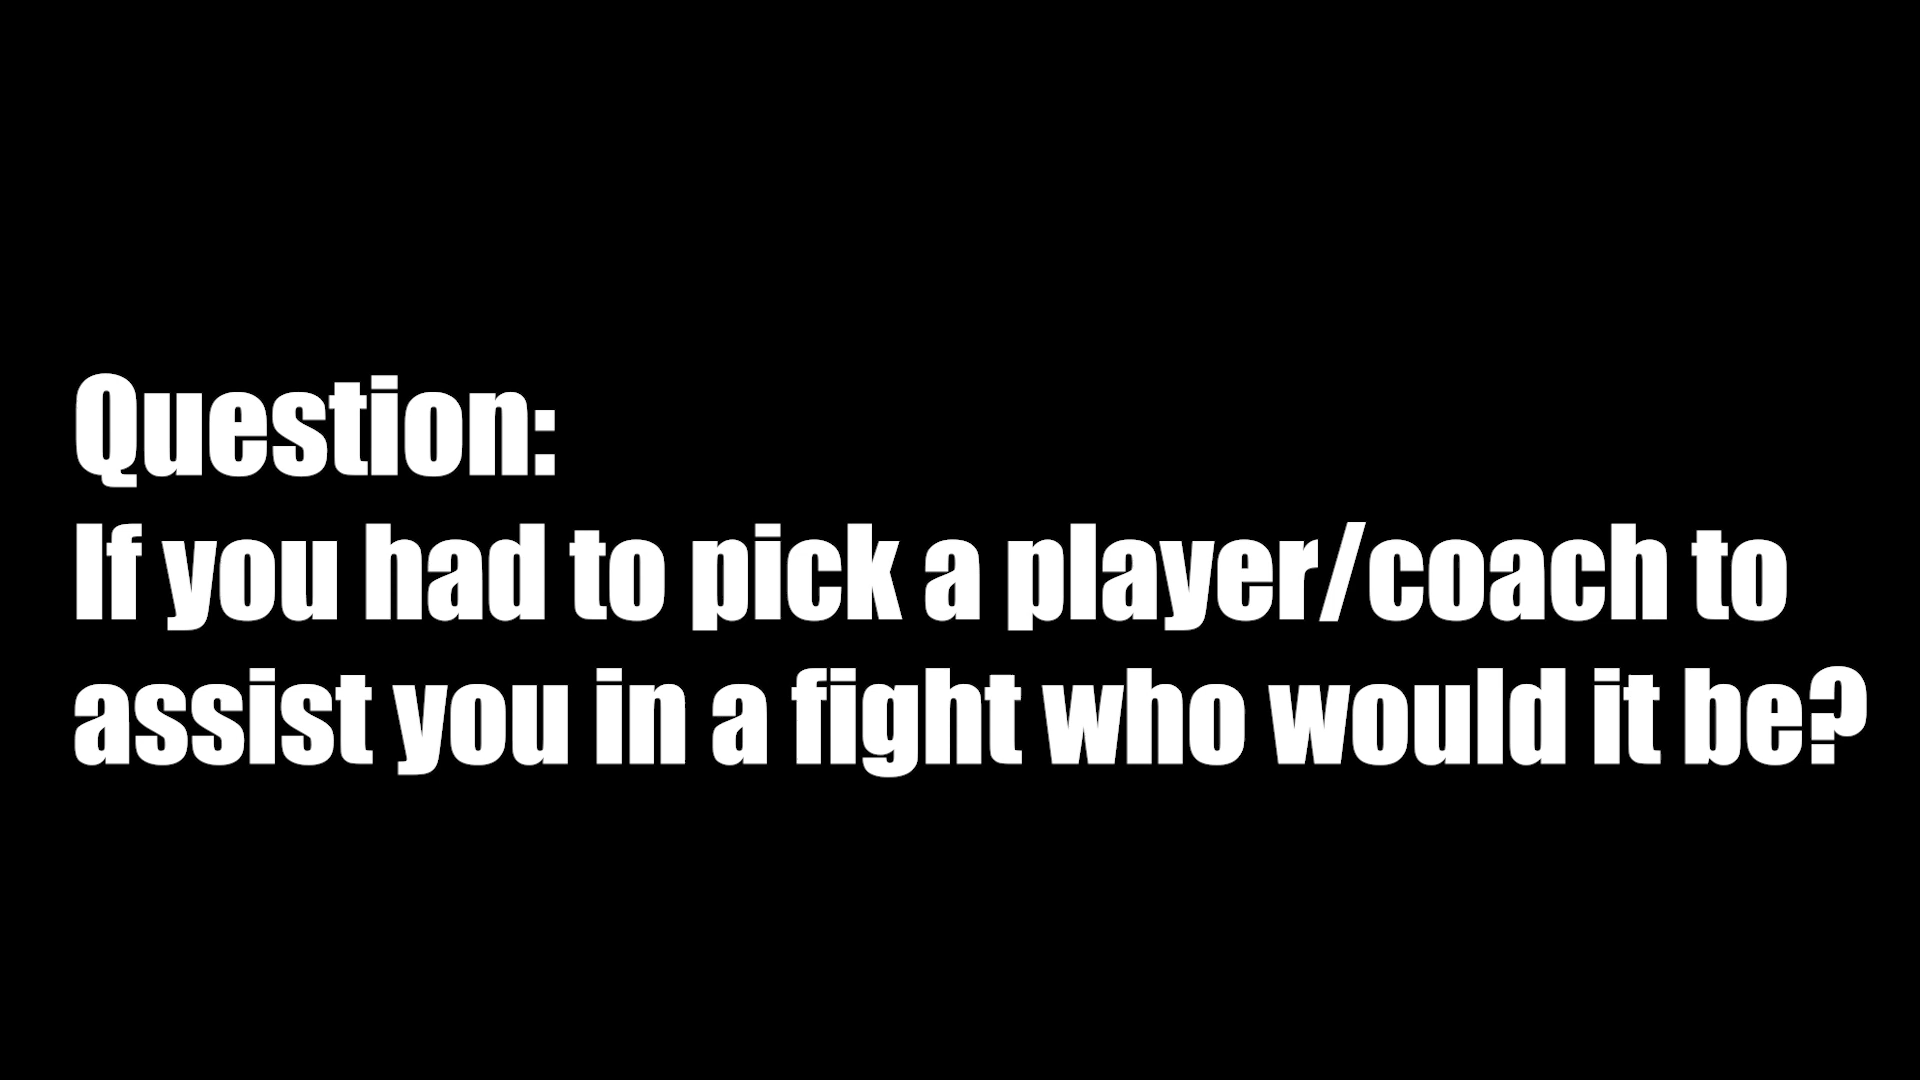 Question:
If you had to pick a player/coach to
assist you in a fight who would it be?